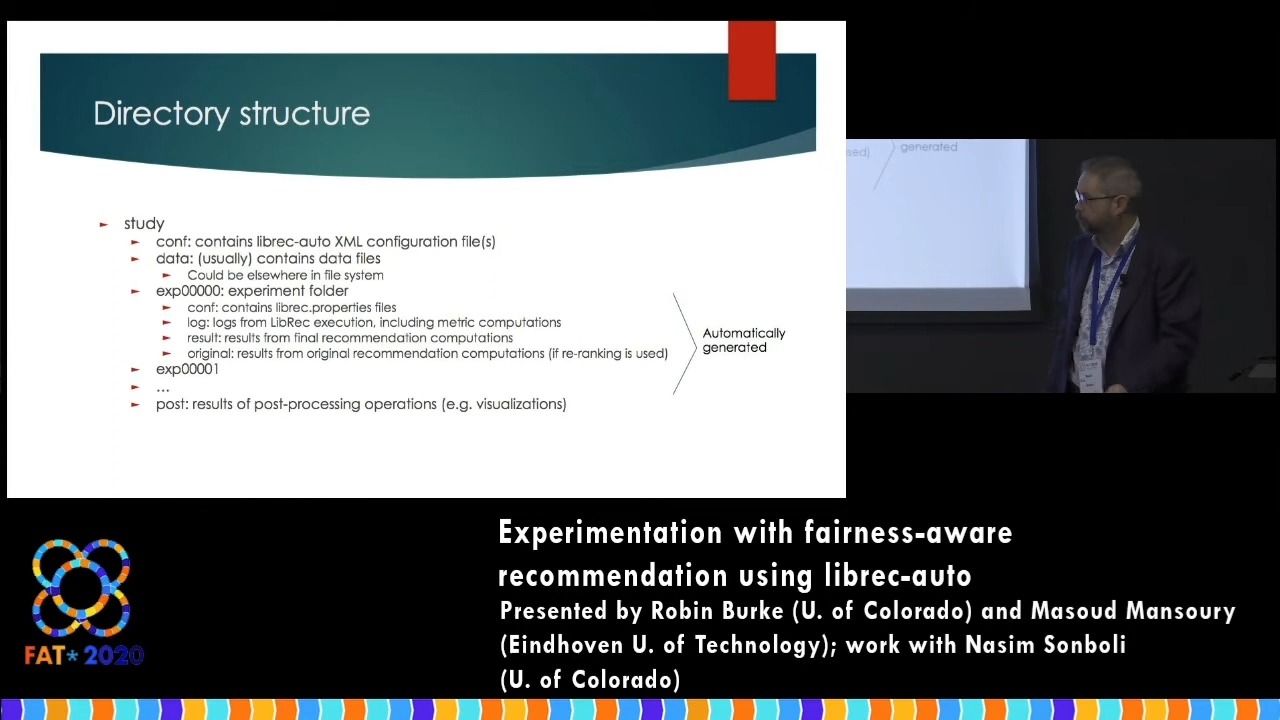 Directory structure
► study
► conf: contains librec-auto XML configuration file(s)
► data: (usually) contains data files
► Could be elsewhere in file system
► exp00000: experiment folder
► conf: contains librec.properties files
► log: logs from LibRec execution, including metric computations
► result: results from final recommendation computations
► original: results from original recommendation computations (if re-ranking is used)
► exp00001
► ...
► post: results of post-processing operations (e.g. visualizations)
Automatically
generated
sed)
generated
Experimentation with fairness-aware
recommendation using librec-auto
Presented by Robin Burke (U. of Colorado) and Masoud Mansoury
(Eindhoven U. of Technology); work with Nasim Sonboli
(U. of Colorado)
FAT* 2020